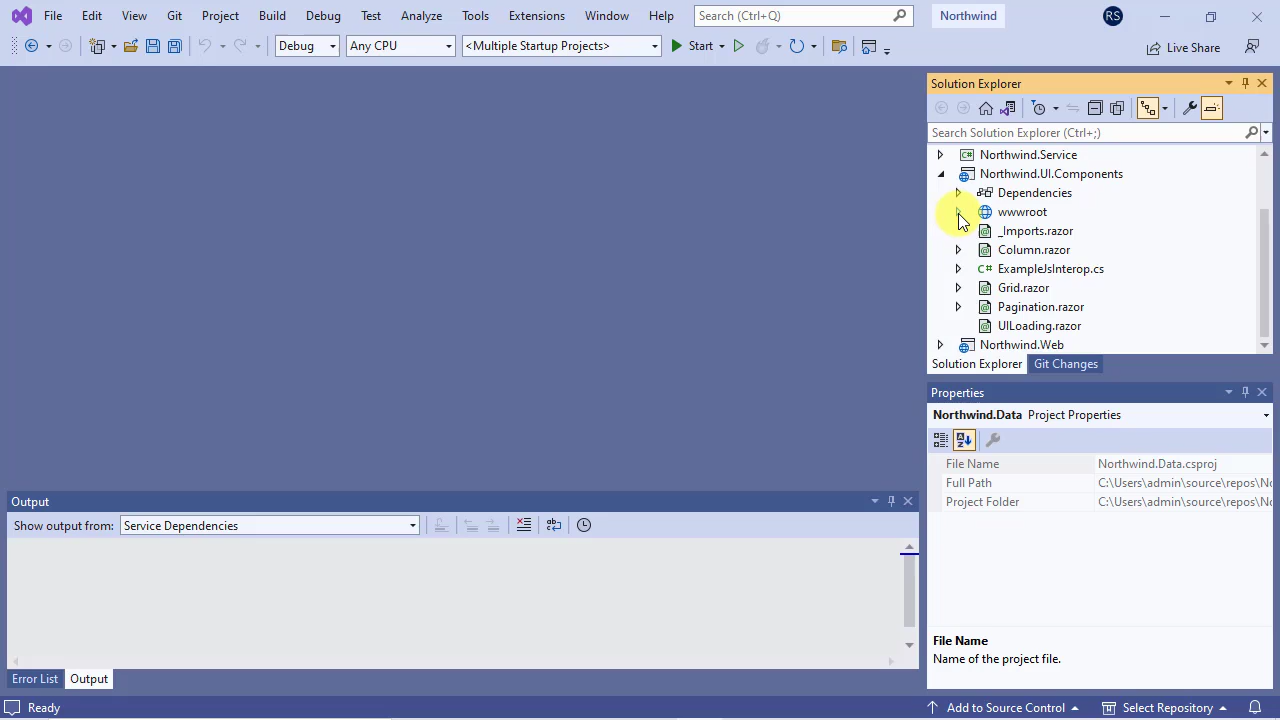 File Edit View Git Project Build Debug Test Analyze Tools Extensions Window Help Search (Ctrl+Q) Northwind RS
Debug Any CPU <Multiple Startup Projects> Start Live Share
Solution Explorer
Search Solution Explorer (Ctrl+;)
C# Northwind.Service
Northwind.UI.Components
Dependencies
wwwroot
_Imports.razor
Column.razor
C# ExampleJsInterop.cs
Grid.razor
Pagination.razor
UILoading.razor
Northwind.Web
Solution Explorer Git Changes
Properties
Northwind.Data Project Properties
File Name Northwind.Data.csproj
Full Path C:\Users\admin\source\repos\No
Project Folder C:\Users\admin\source\repos\No
File Name
Name of the project file.
Output
Show output from: Service Dependencies
Error List Output
Ready Add to Source Control Select Repository